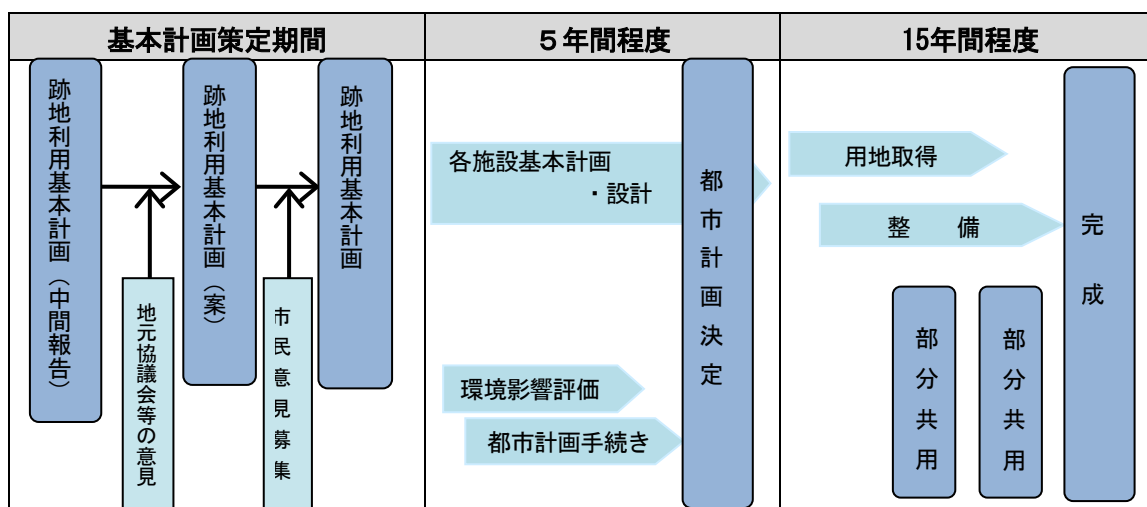 基本計画策定期間
５年間程度
15年間程度
跡地利用基本計画（中間報告）
地元協議会等の意見
跡地利用基本計画（案）
市民意見募集
跡地利用基本計画
各施設基本計画
・設計
環境影響評価
都市計画手続き
都市計画決定
用地取得
整　備
部分共用
部分共用
完成